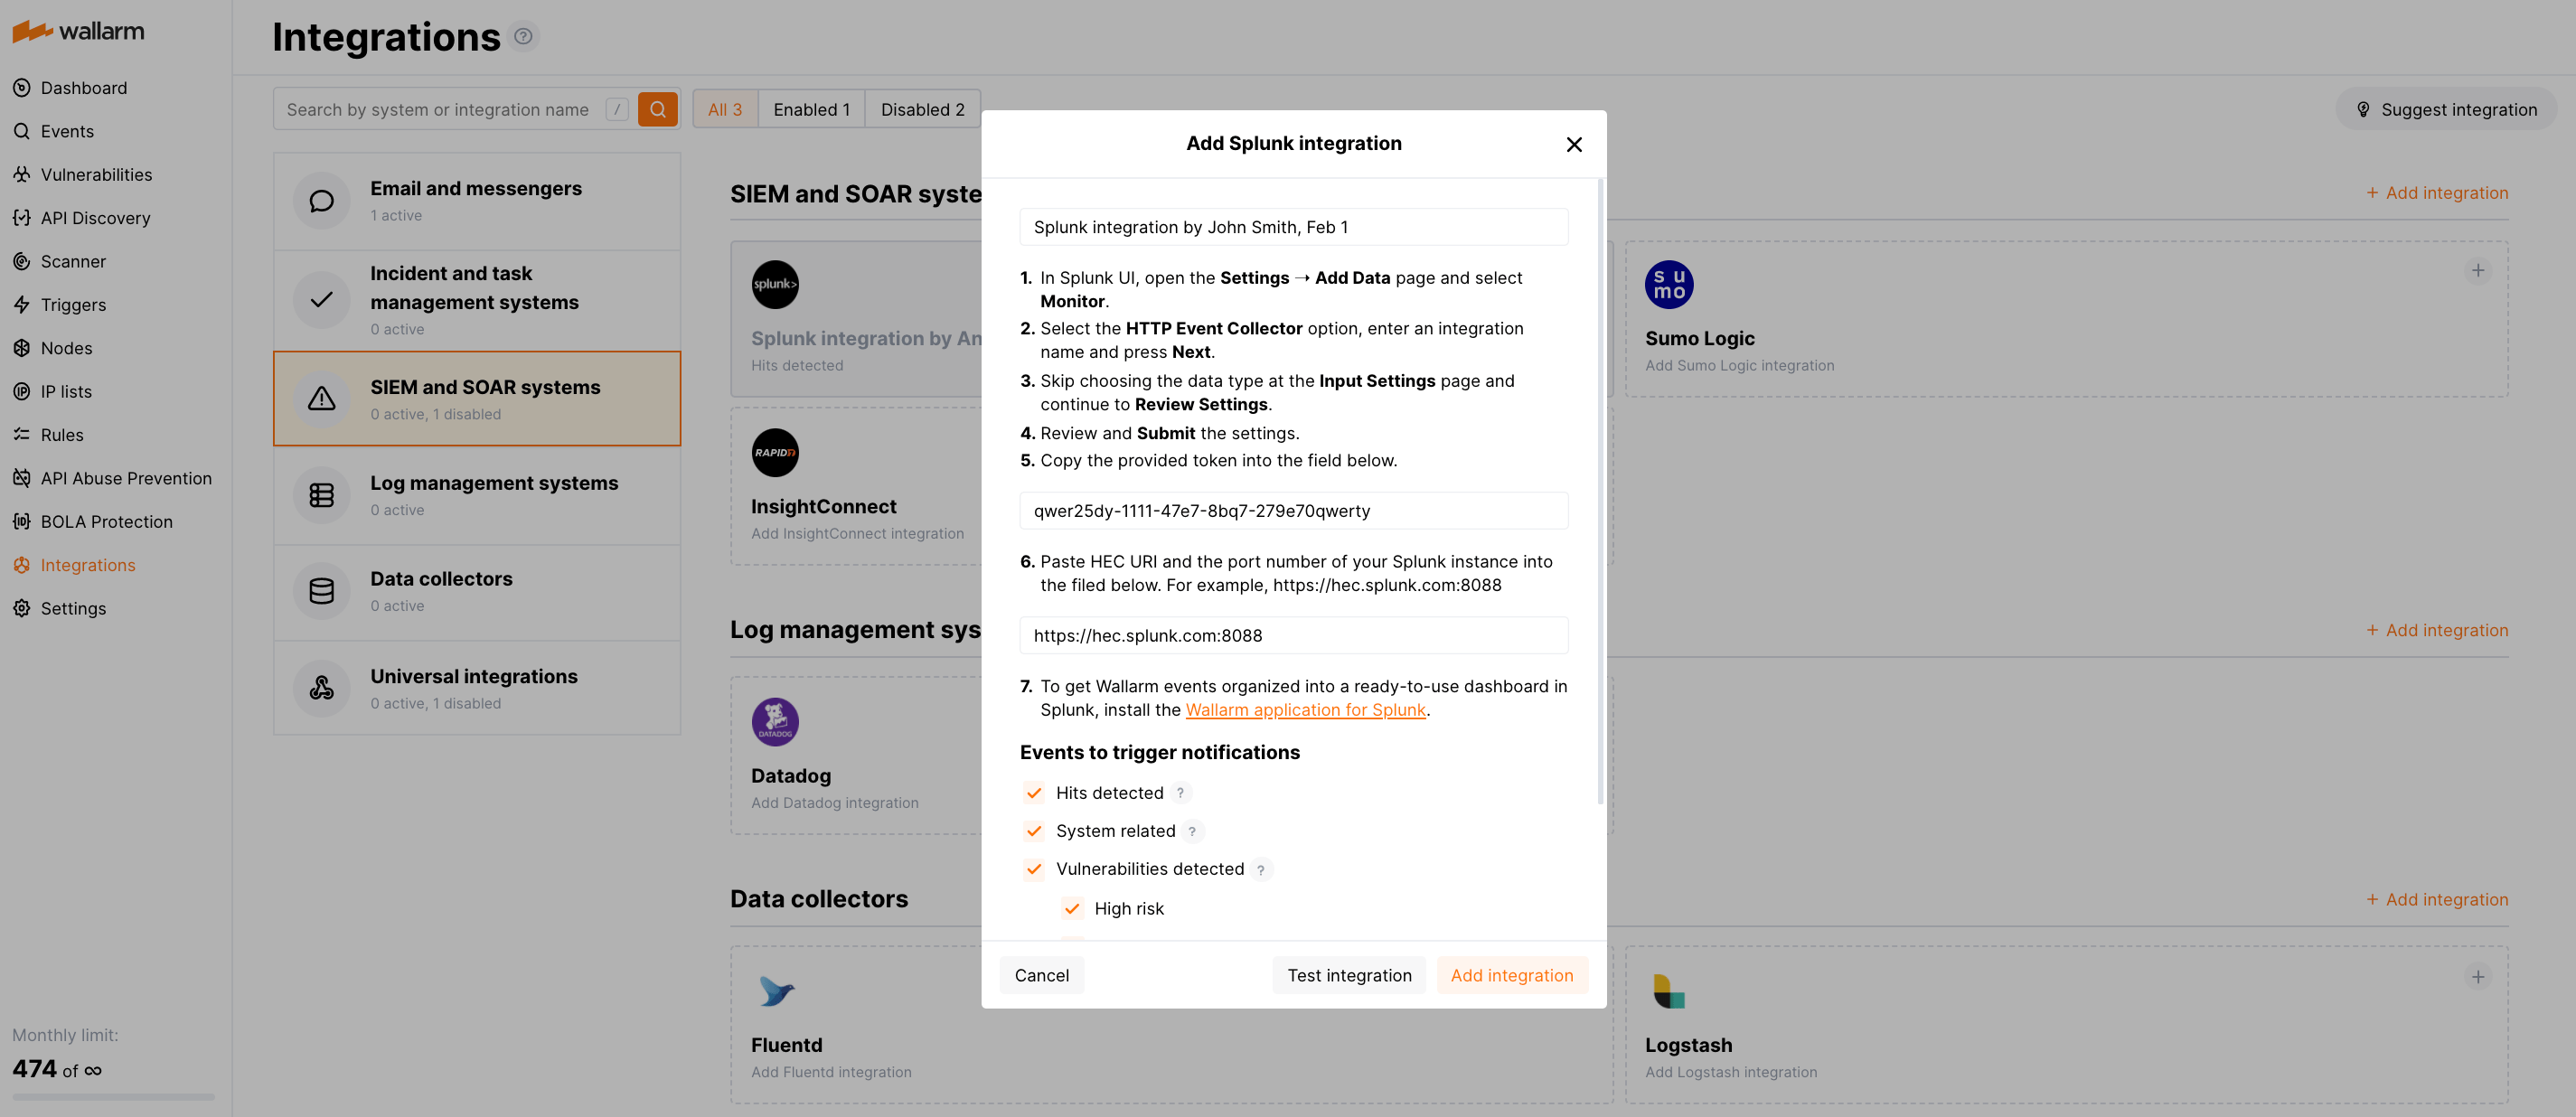 wallarm
Dashboard
Events
Vulnerabilities
API Discovery
Scanner
Triggers
Nodes
IP lists
Rules
API Abuse Prevention
BOLA Protection
Integrations
Settings
Monthly limit:
474 of ∞
Integrations ?
Search by system or integration name /
All 3 Enabled 1 Disabled 2
Suggest integration
Email and messengers
1 active
Incident and task
management systems
0 active
SIEM and SOAR systems
0 active, 1 disabled
Log management systems
0 active
Data collectors
0 active
Universal integrations
0 active, 1 disabled
SIEM and SOAR syste
+ Add integration
splunk>
Splunk integration by An
Hits detected
sumo
Sumo Logic
Add Sumo Logic integration
RAPID7
InsightConnect
Add InsightConnect integration
Log management sys
+ Add integration
DATADOG
Datadog
Add Datadog integration
Data collectors
+ Add integration
Fluentd
Add Fluentd integration
Logstash
Add Logstash integration
Add Splunk integration
Splunk integration by John Smith, Feb 1
1. In Splunk UI, open the Settings → Add Data page and select
Monitor.
2. Select the HTTP Event Collector option, enter an integration
name and press Next.
3. Skip choosing the data type at the Input Settings page and
continue to Review Settings.
4. Review and Submit the settings.
5. Copy the provided token into the field below.
qwer25dy-1111-47e7-8bq7-279e70qwerty
6. Paste HEC URI and the port number of your Splunk instance into
the filed below. For example, https://hec.splunk.com:8088
https://hec.splunk.com:8088
7. To get Wallarm events organized into a ready-to-use dashboard in
Splunk, install the Wallarm application for Splunk.
Events to trigger notifications
Hits detected ?
System related ?
Vulnerabilities detected ?
High risk
Cancel
Test integration
Add integration